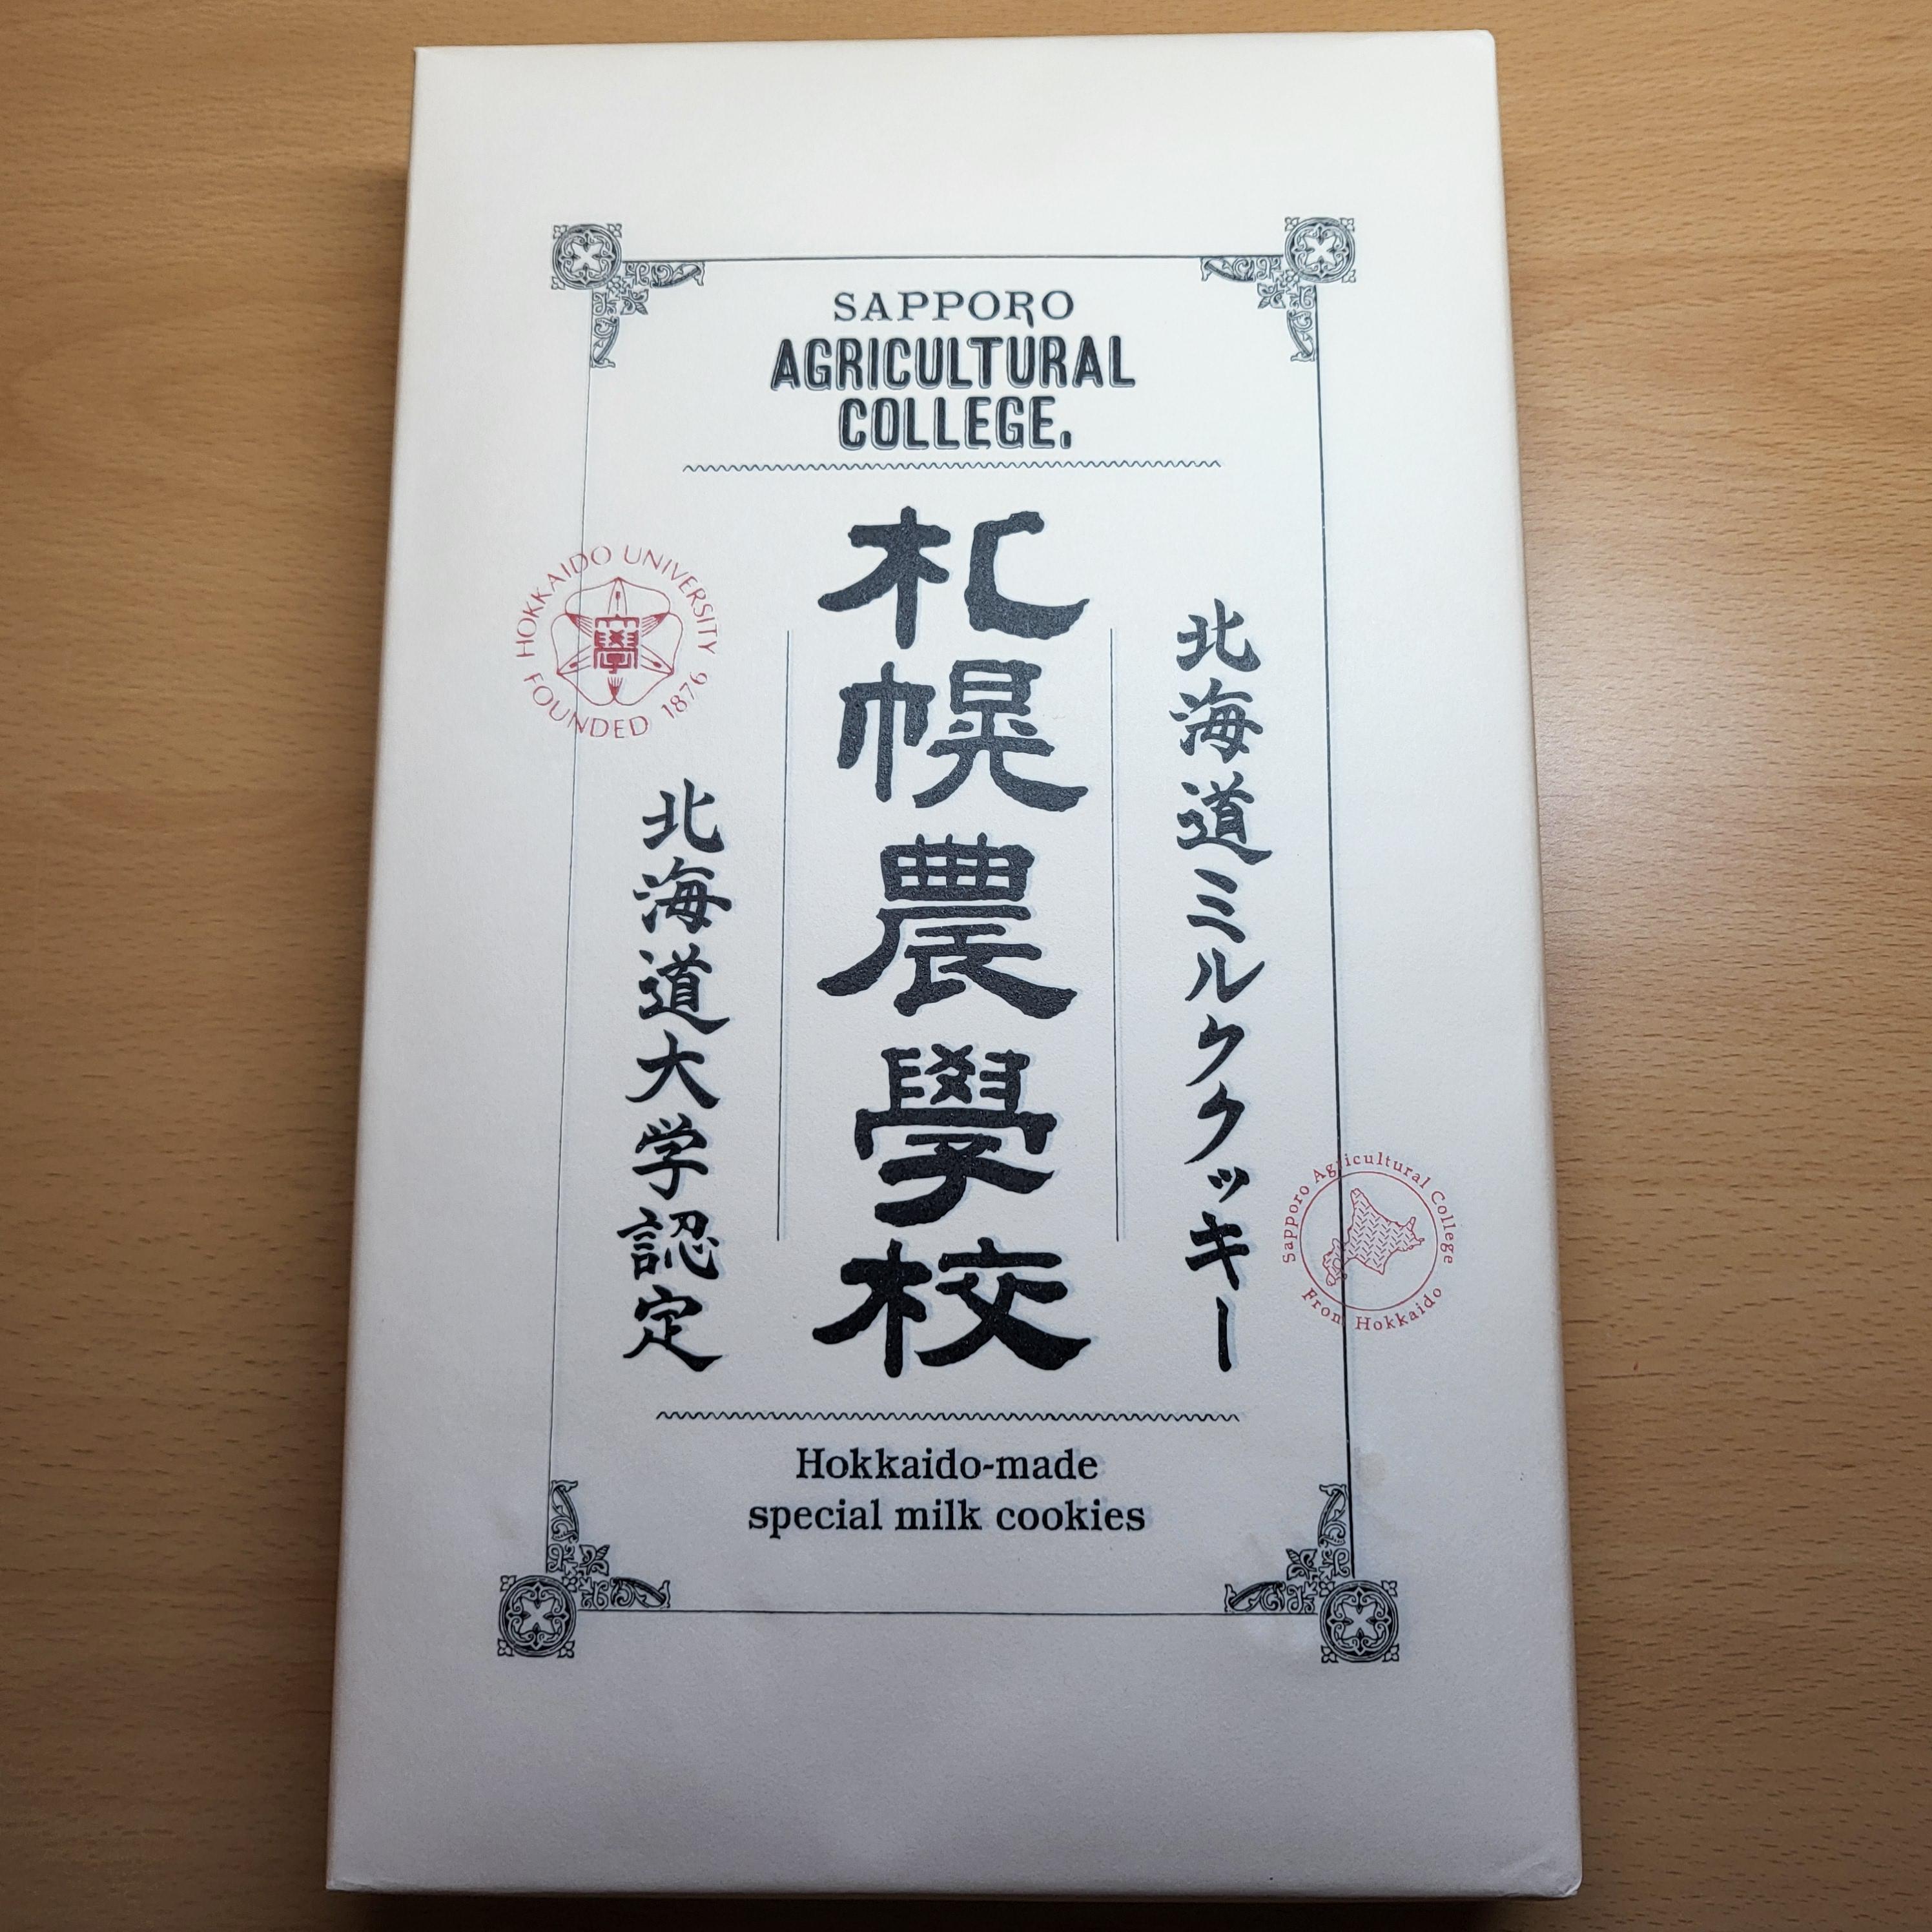 SAPPORO
AGRICULTURAL
COLLEGE.
北海道ミルククッキー
札幌農學校
北海道大学認定
HOKKAIDO UNIVERSITY
FOUNDED 1876
學
Sapporo Agricultural College
From Hokkaido
Hokkaido-made
special milk cookies